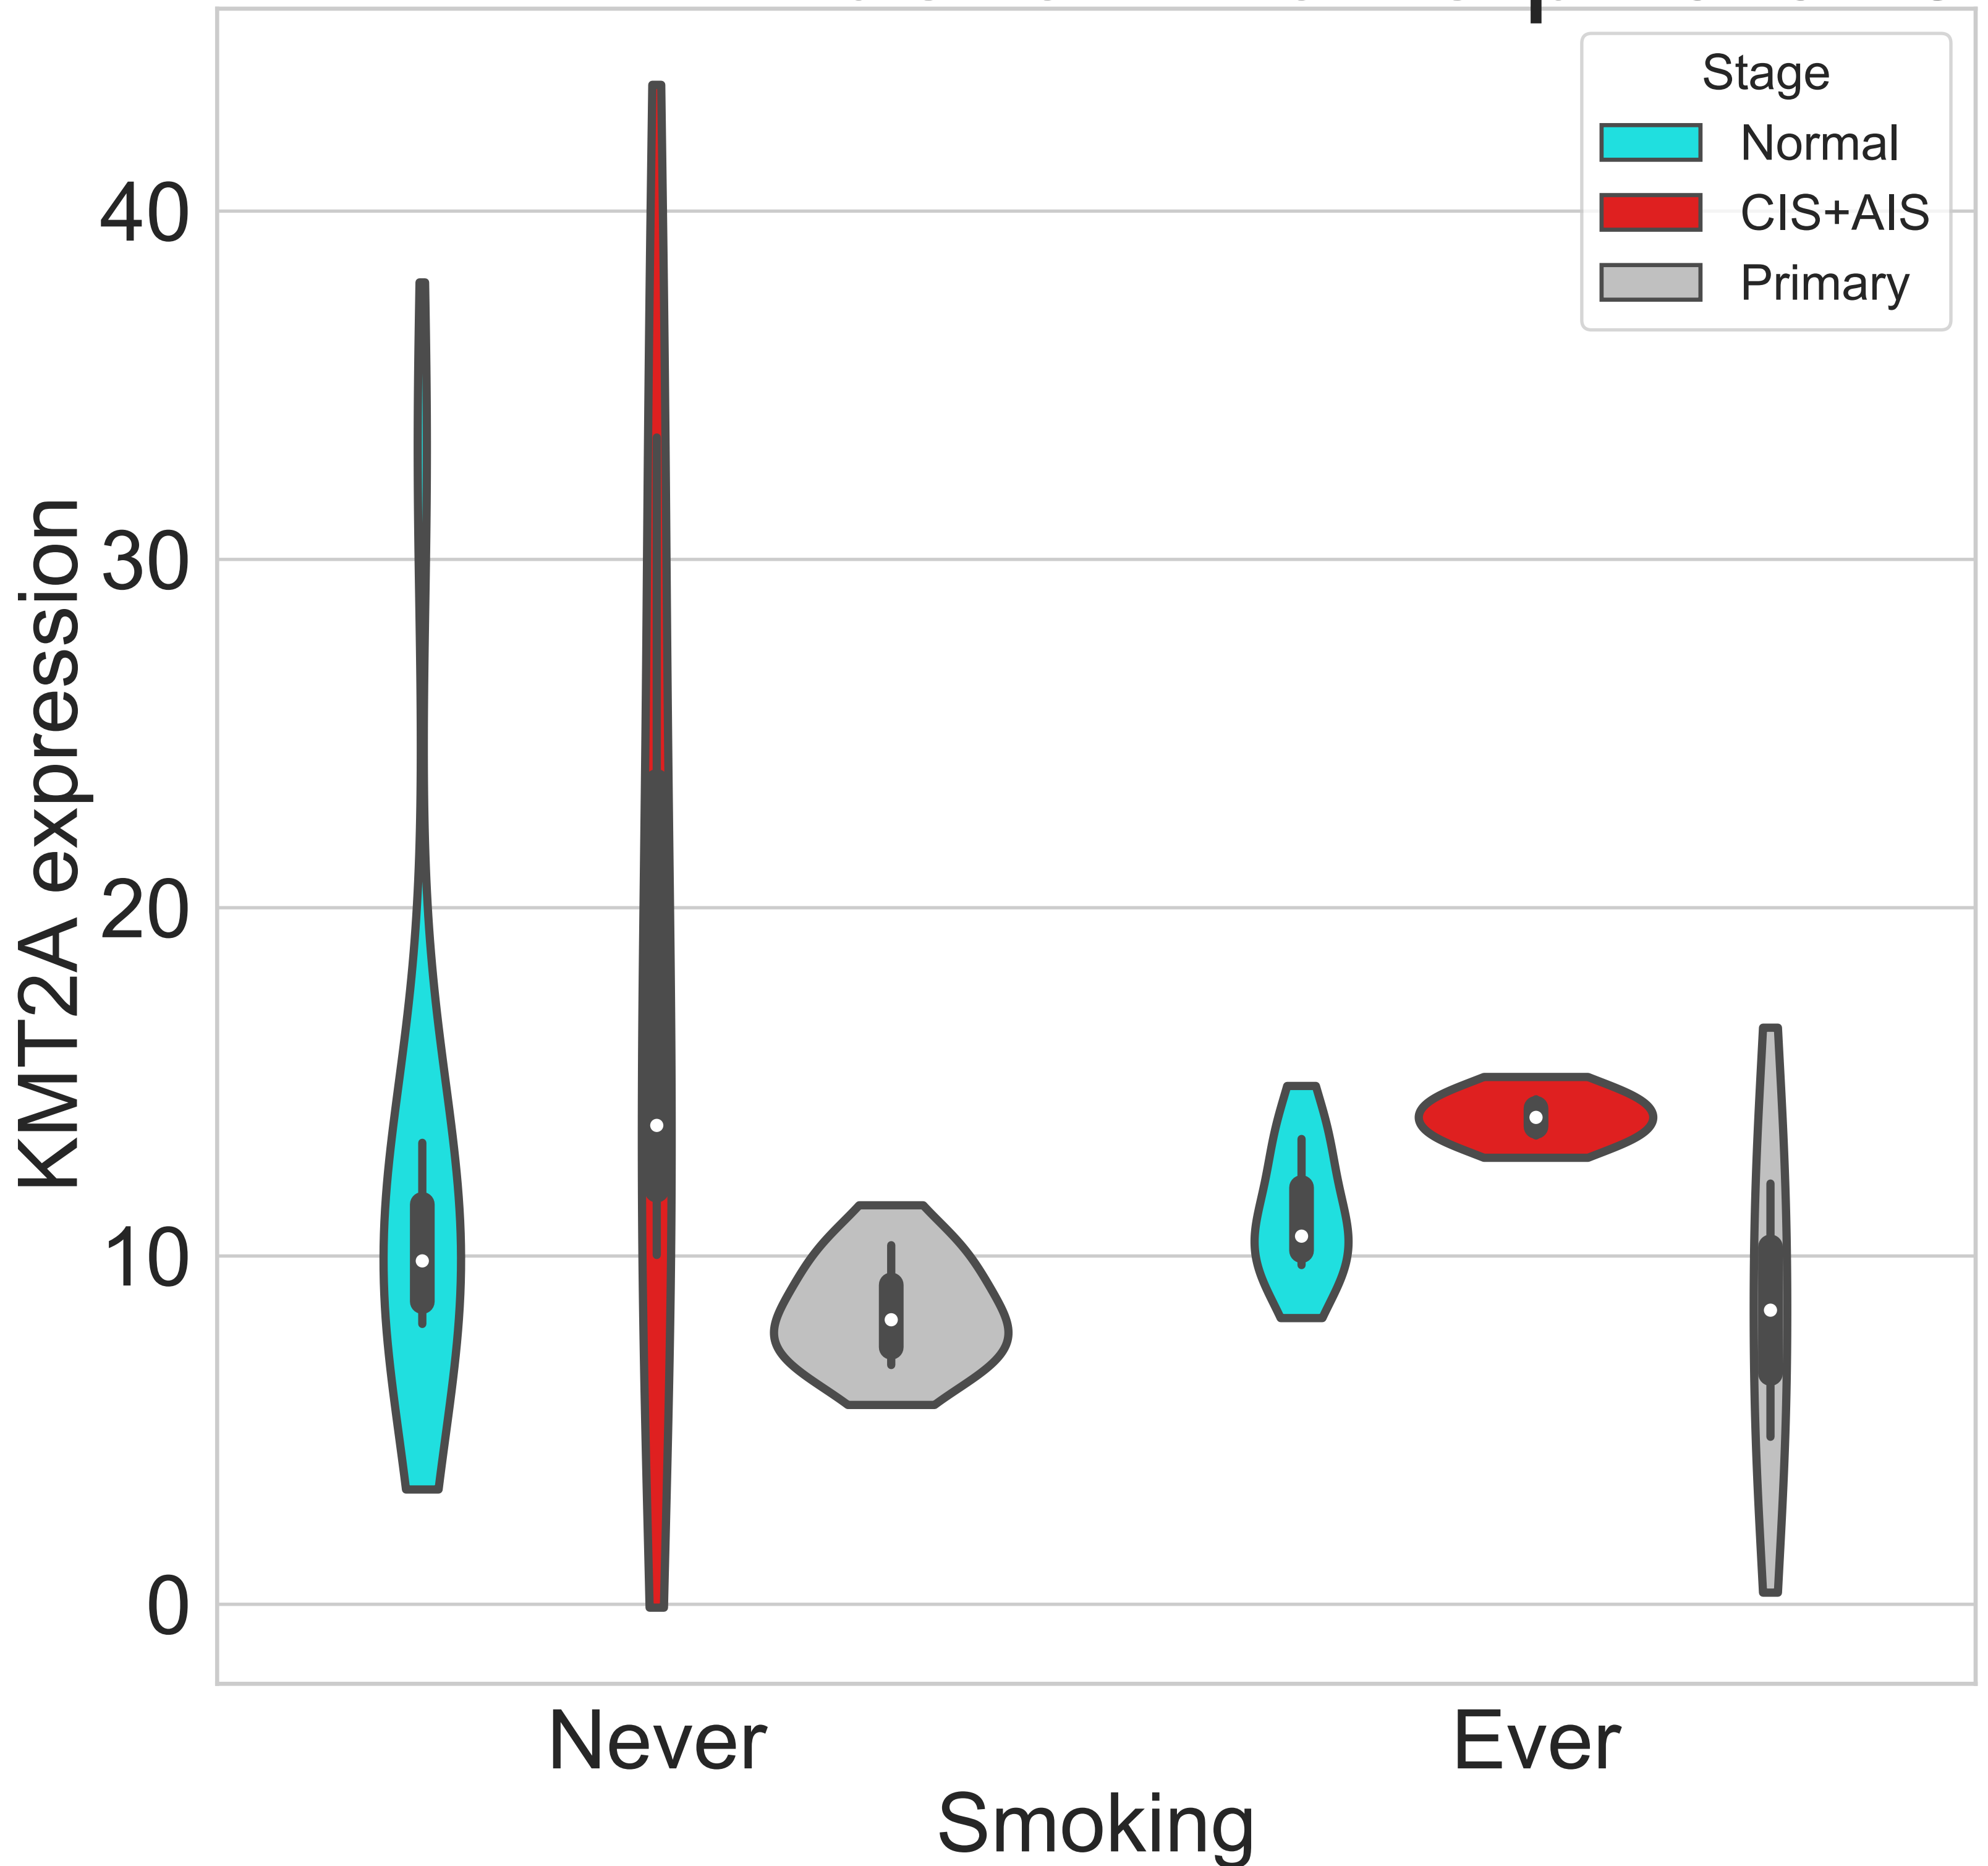 Stage
Normal
CIS+AIS
Primary
KMT2A expression
40
30
20
10
0
Never
Ever
Smoking